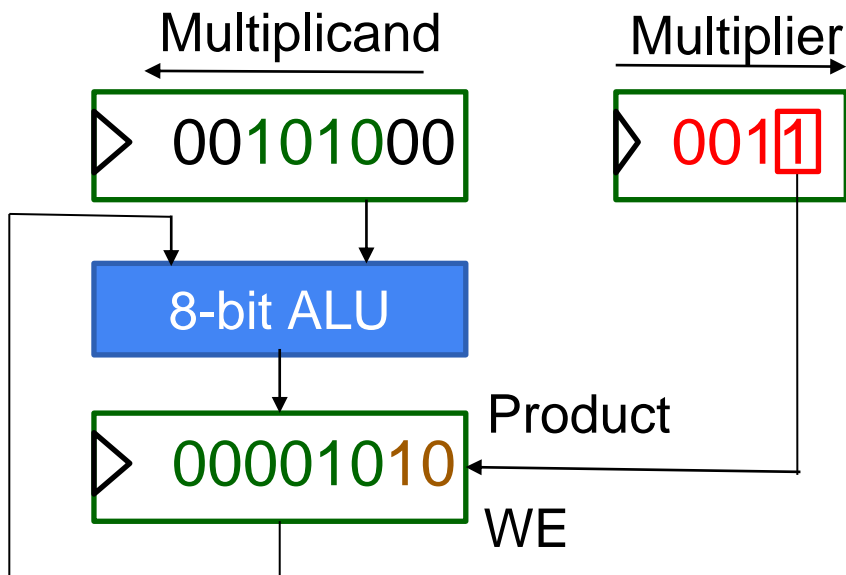 Multiplicand
Multiplier
00101000
0011
8-bit ALU
Product
00001010
WE